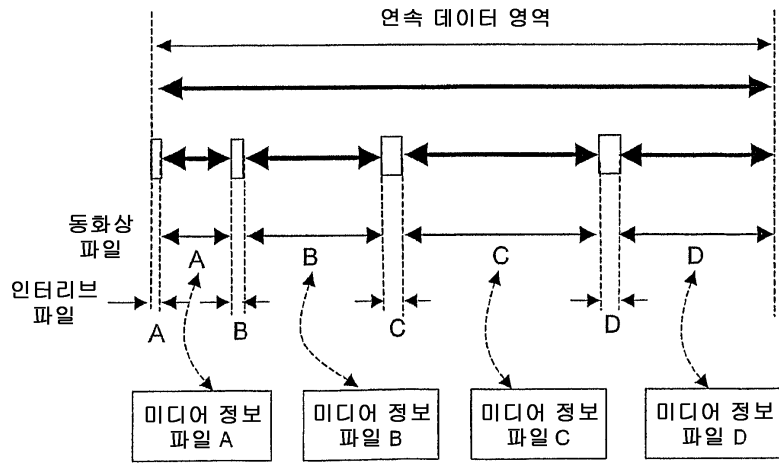 연속 데이터 영역
동화상
파일
A
B
C
D
인터리브
파일
A
B
C
D
미디어 정보
파일 A
미디어 정보
파일 B
미디어 정보
파일 C
미디어 정보
파일 D